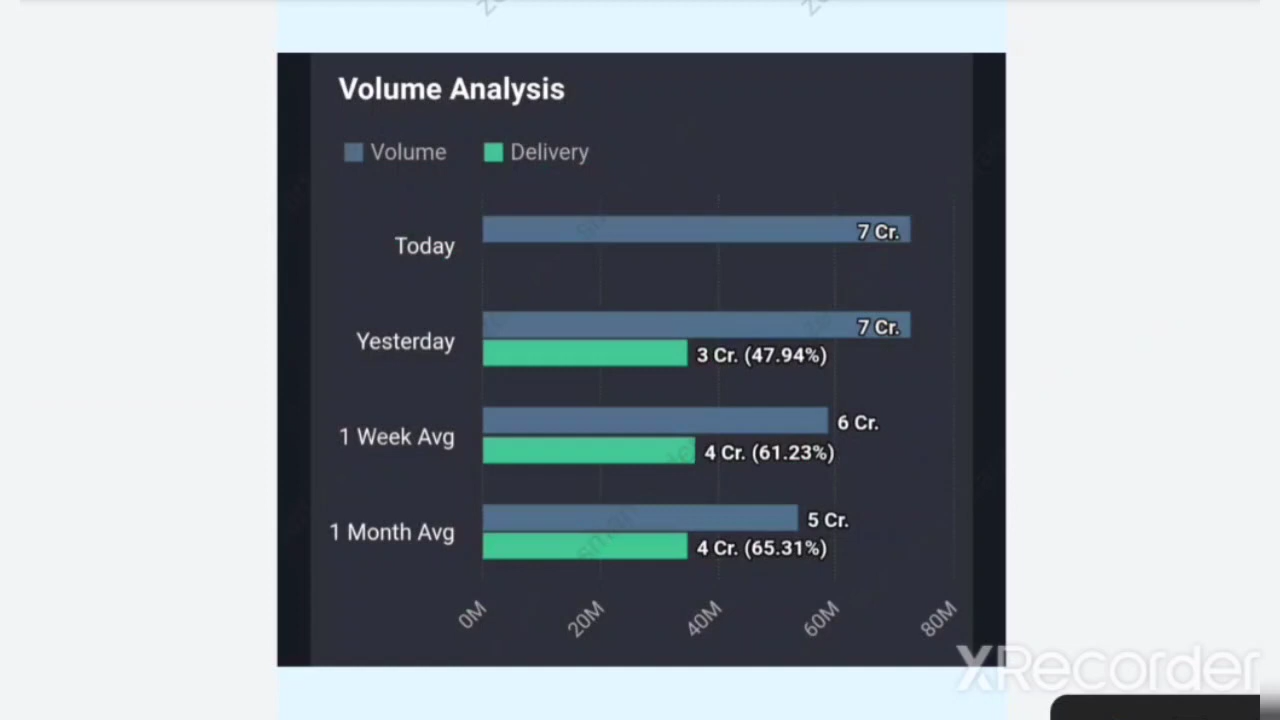 Volume Analysis
Volume Delivery
Today 7 Cr.
Yesterday 7 Cr.
3 Cr. (47.94%)
1 Week Avg 6 Cr.
4 Cr. (61.23%)
1 Month Avg 5 Cr.
4 Cr. (65.31%)
0M 20M 40M 60M 80M
XRecorder